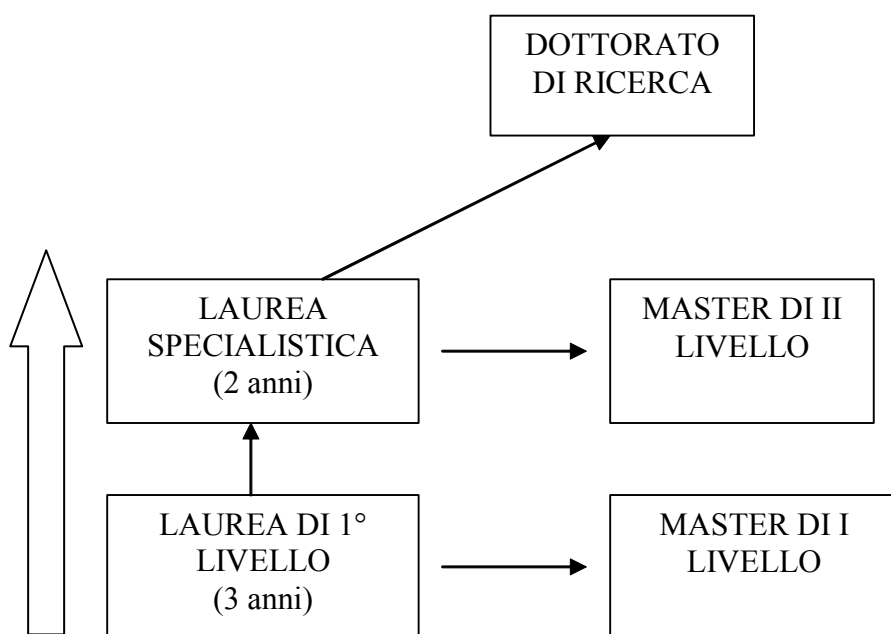 DOTTORATO
DI RICERCA
LAUREA
SPECIALISTICA
(2 anni)
MASTER DI II
LIVELLO
LAUREA DI 1°
LIVELLO
(3 anni)
MASTER DI I
LIVELLO